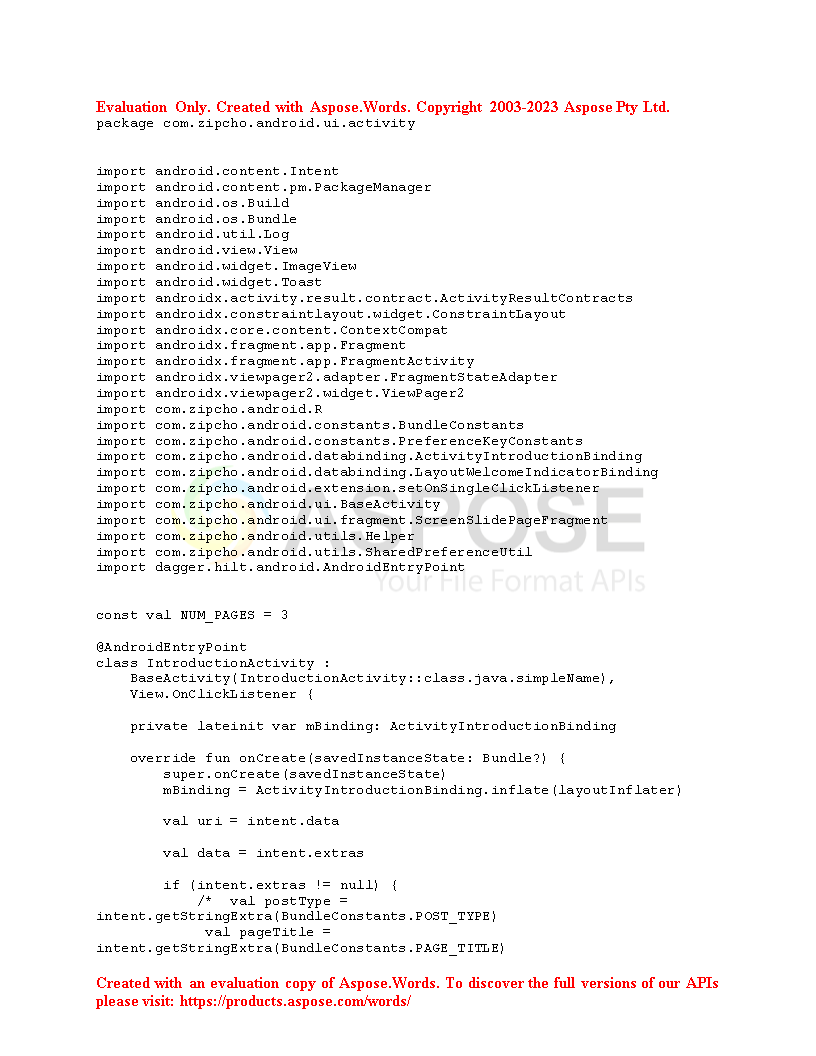 Evaluation Only. Created with Aspose.Words. Copyright 2003-2023 Aspose Pty Ltd.
package com.zipcho.android.ui.activity
import android.content.Intent
import android.content.pm.PackageManager
import android.os.Build
import android.os.Bundle
import android.util.Log
import android.view.View
import android.widget.ImageView
import android.widget.Toast
import androidx.activity.result.contract.ActivityResultContracts
import androidx.constraintlayout.widget.ConstraintLayout
import androidx.core.content.ContextCompat
import androidx.fragment.app.Fragment
import androidx.fragment.app.FragmentActivity
import androidx.viewpager2.adapter.FragmentStateAdapter
import androidx.viewpager2.widget.ViewPager2
import com.zipcho.android.R
import com.zipcho.android.constants.BundleConstants
import com.zipcho.android.constants.PreferenceKeyConstants
import com.zipcho.android.databinding.ActivityIntroductionBinding
import com.zipcho.android.databinding.LayoutWelcomeIndicatorBinding
import com.zipcho.android.extension.setOnSingleClickListener
import com.zipcho.android.ui.BaseActivity
import com.zipcho.android.ui.fragment.ScreenSlidePageFragment
import com.zipcho.android.utils.Helper
import com.zipcho.android.utils.SharedPreferenceUtil
import dagger.hilt.android.AndroidEntryPoint
ASPOSE
Your File Format APIs
const val NUM_PAGES = 3
@AndroidEntryPoint
class IntroductionActivity :
    BaseActivity(IntroductionActivity::class.java.simpleName),
    View.OnClickListener {
    private lateinit var mBinding: ActivityIntroductionBinding
    override fun onCreate(savedInstanceState: Bundle?) {
        super.onCreate(savedInstanceState)
        mBinding = ActivityIntroductionBinding.inflate(layoutInflater)
        val uri = intent.data
        val data = intent.extras
        if (intent.extras != null) {
            /*  val postType =
intent.getStringExtra(BundleConstants.POST_TYPE)
             val pageTitle =
intent.getStringExtra(BundleConstants.PAGE_TITLE)
Created with an evaluation copy of Aspose.Words. To discover the full versions of our APIs
please visit: https://products.aspose.com/words/